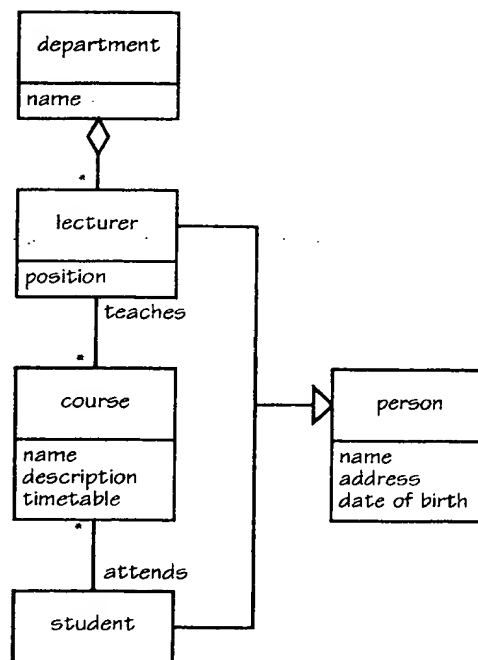 department
name
*
lecturer
position
teaches
*
course
name
description
timetable
person
name
address
date of birth
*
attends
student